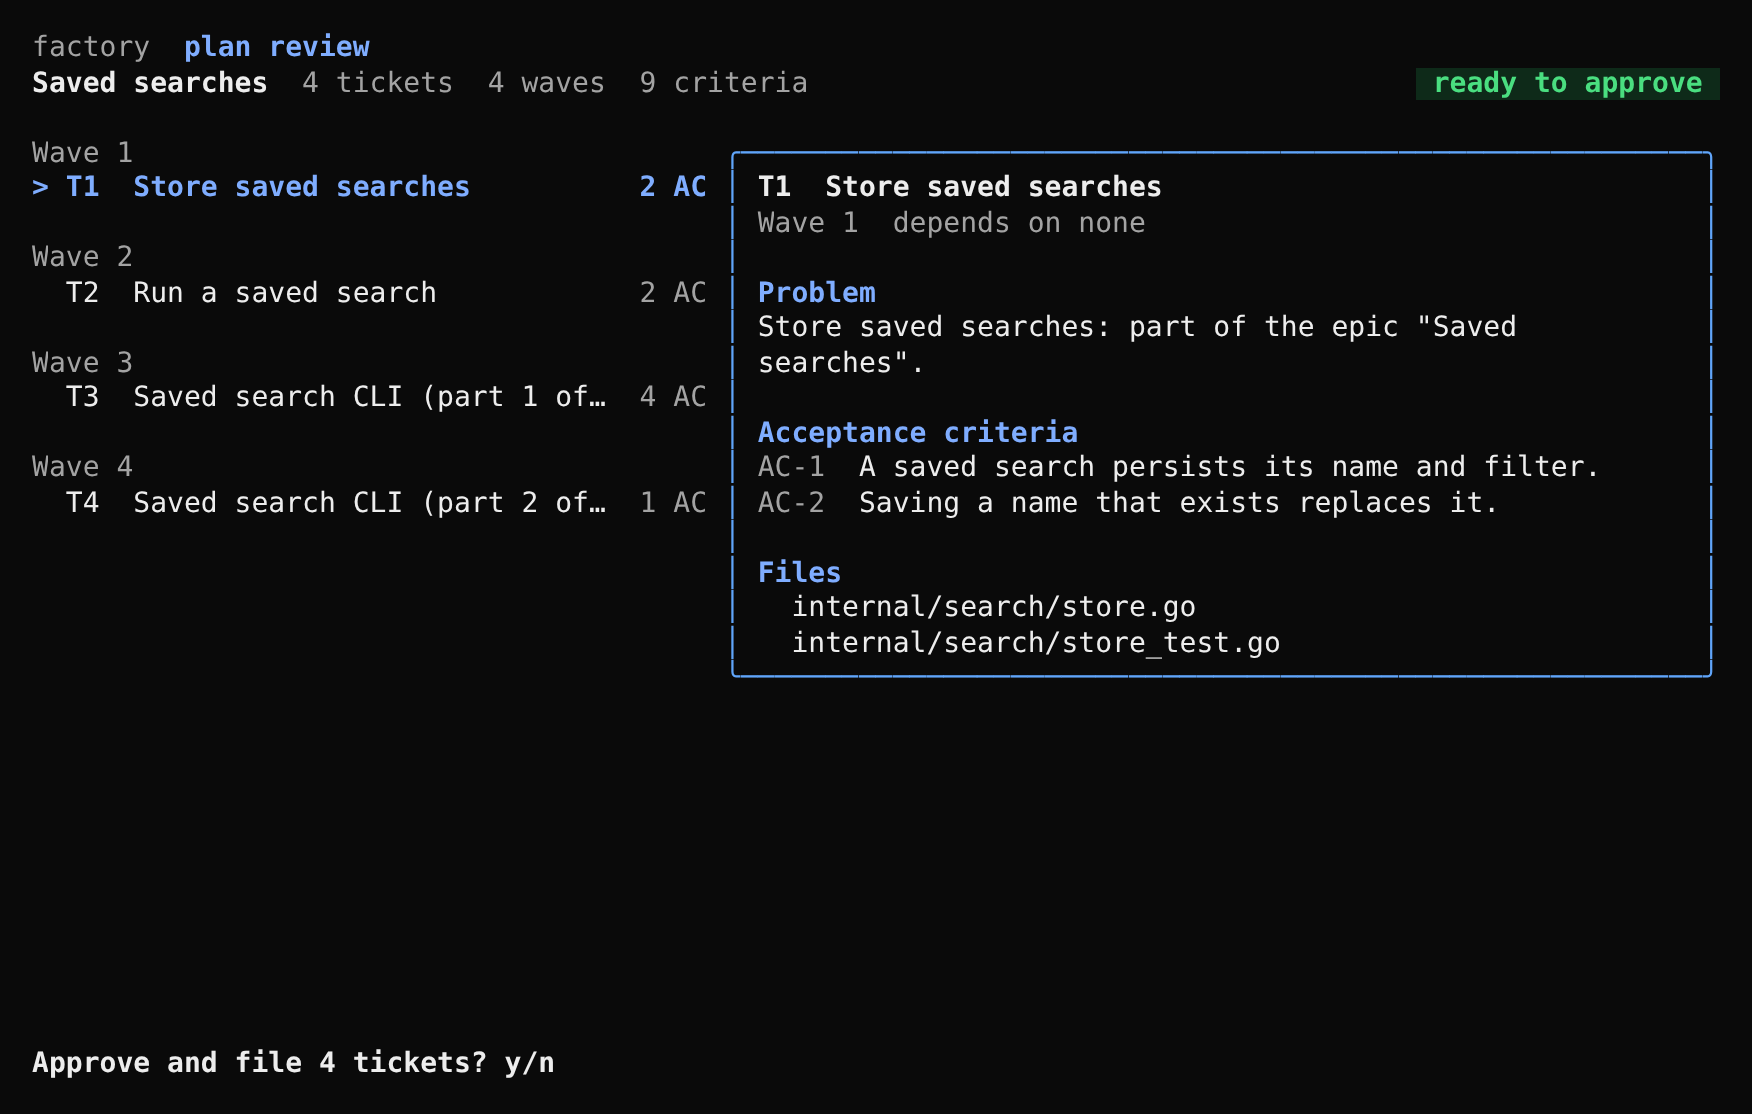 factory  plan review
Saved searches  4 tickets  4 waves  9 criteria
ready to approve
Wave 1
> T1  Store saved searches  2 AC
Wave 2
T2  Run a saved search  2 AC
Wave 3
T3  Saved search CLI (part 1 of…  4 AC
Wave 4
T4  Saved search CLI (part 2 of…  1 AC
T1  Store saved searches
Wave 1  depends on none
Problem
Store saved searches: part of the epic "Saved
searches".
Acceptance criteria
AC-1  A saved search persists its name and filter.
AC-2  Saving a name that exists replaces it.
Files
internal/search/store.go
internal/search/store_test.go
Approve and file 4 tickets? y/n